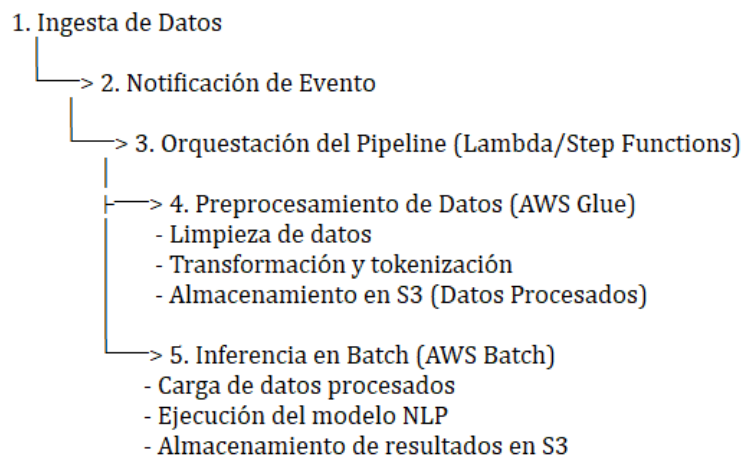 1. Ingesta de Datos
2. Notificación de Evento
3. Orquestación del Pipeline (Lambda/Step Functions)
4. Preprocesamiento de Datos (AWS Glue)
- Limpieza de datos
- Transformación y tokenización
- Almacenamiento en S3 (Datos Procesados)
5. Inferencia en Batch (AWS Batch)
- Carga de datos procesados
- Ejecución del modelo NLP
- Almacenamiento de resultados en S3